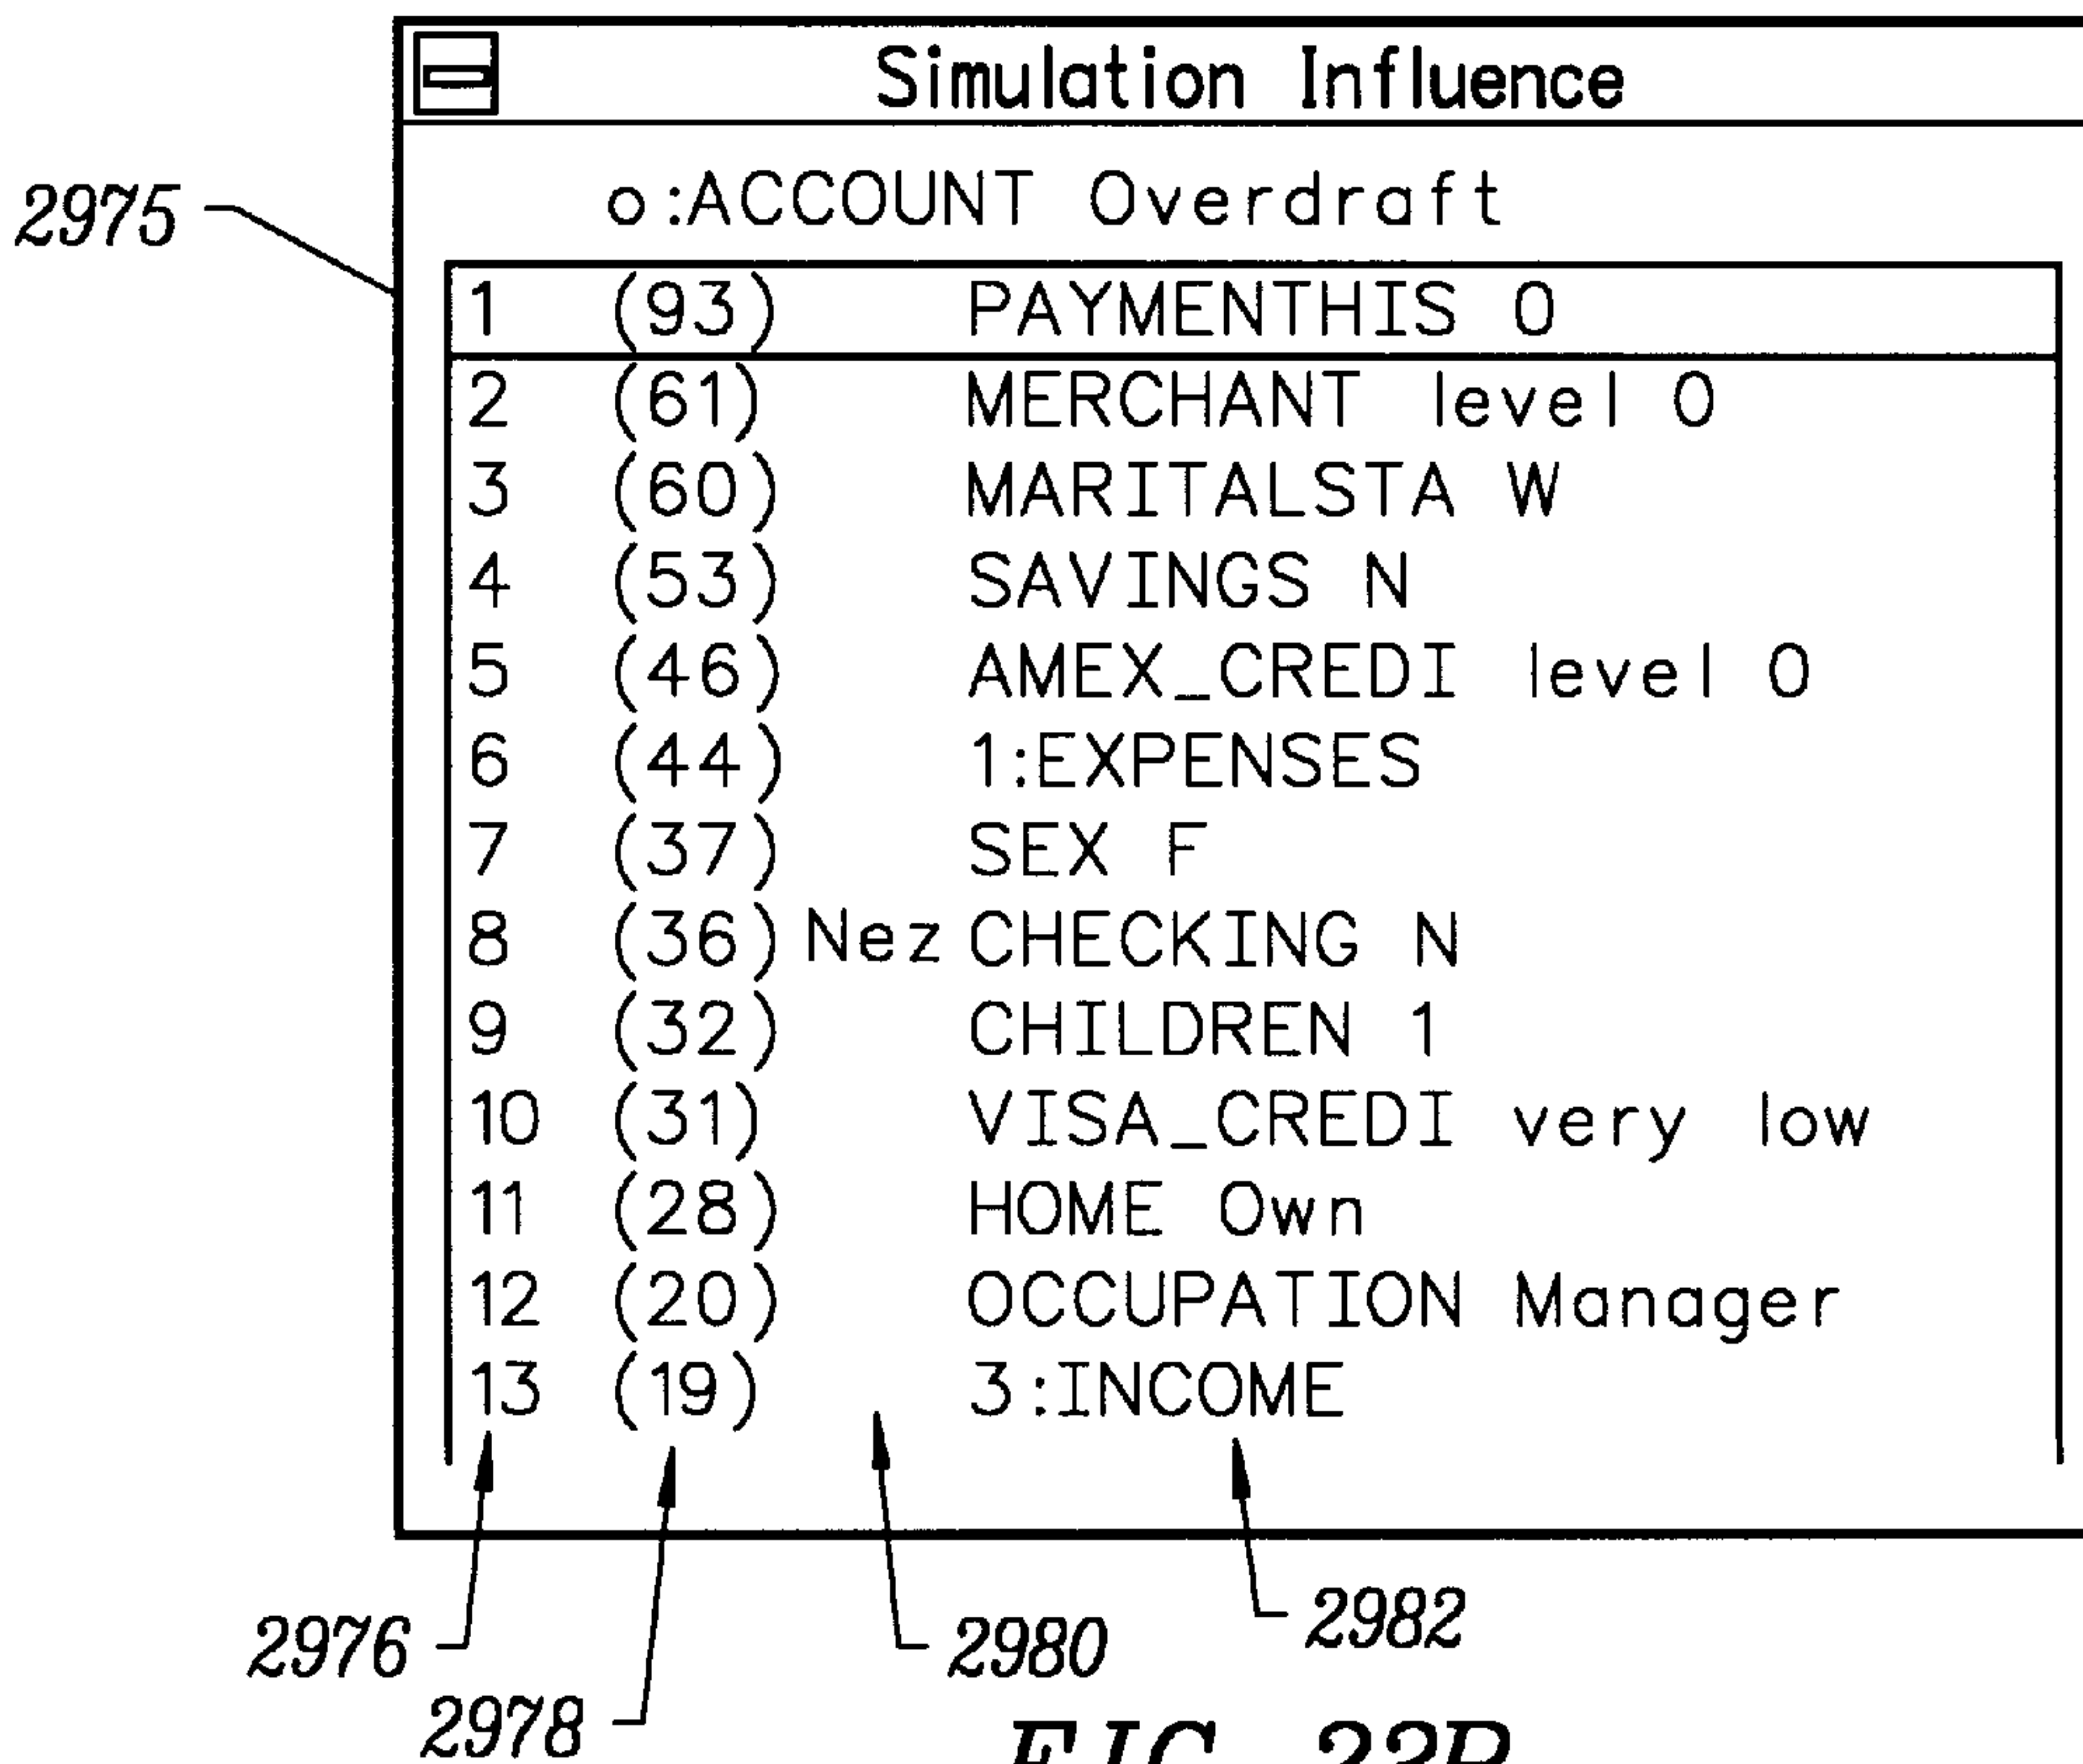 Simulation Influence
o:ACCOUNT Overdraft
2975
1 (93) PAYMENTHIS 0
2 (61) MERCHANT level 0
3 (60) MARITALSTA W
4 (53) SAVINGS N
5 (46) AMEX_CREDI level 0
6 (44) 1:EXPENSES
7 (37) SEX F
8 (36) Nez CHECKING N
9 (32) CHILDREN 1
10 (31) VISA_CREDI very low
11 (28) HOME Own
12 (20) OCCUPATION Manager
13 (19) 3:INCOME
2976 2980 2982
2978